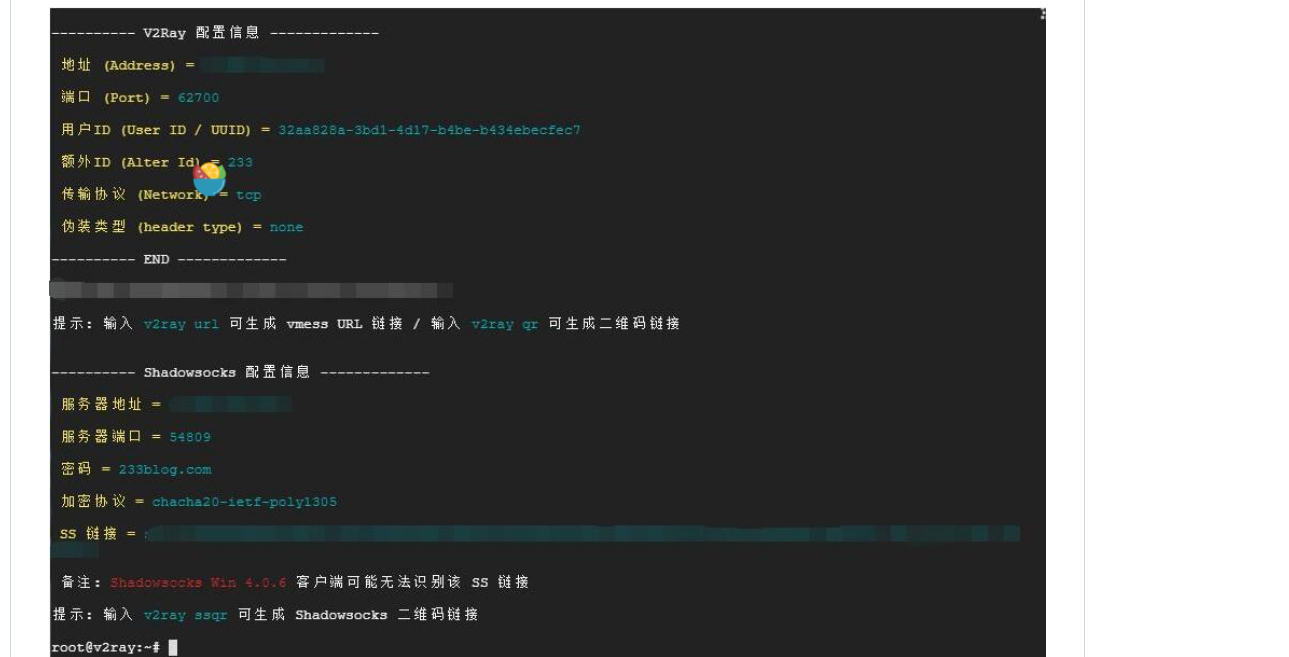 ---------- V2Ray 配置信息 -------------
地址 (Address) =
端口 (Port) = 62700
用户ID (User ID / UUID) = 32aa828a-3bd1-4d17-b4be-b434ebecfec7
额外ID (Alter Id) = 233
传输协议 (Network) = tcp
伪装类型 (header type) = none
---------- END -------------
提示: 输入 v2ray url 可生成 vmess URL 链接 / 输入 v2ray qr 可生成二维码链接
---------- Shadowsocks 配置信息 -------------
服务器地址 =
服务器端口 = 54809
密码 = 233blog.com
加密协议 = chacha20-ietf-poly1305
SS 链接 =
备注: Shadowsocks Win 4.0.6 客户端可能无法识别该 SS 链接
提示: 输入 v2ray ssqr 可生成 Shadowsocks 二维码链接
root@v2ray:~#